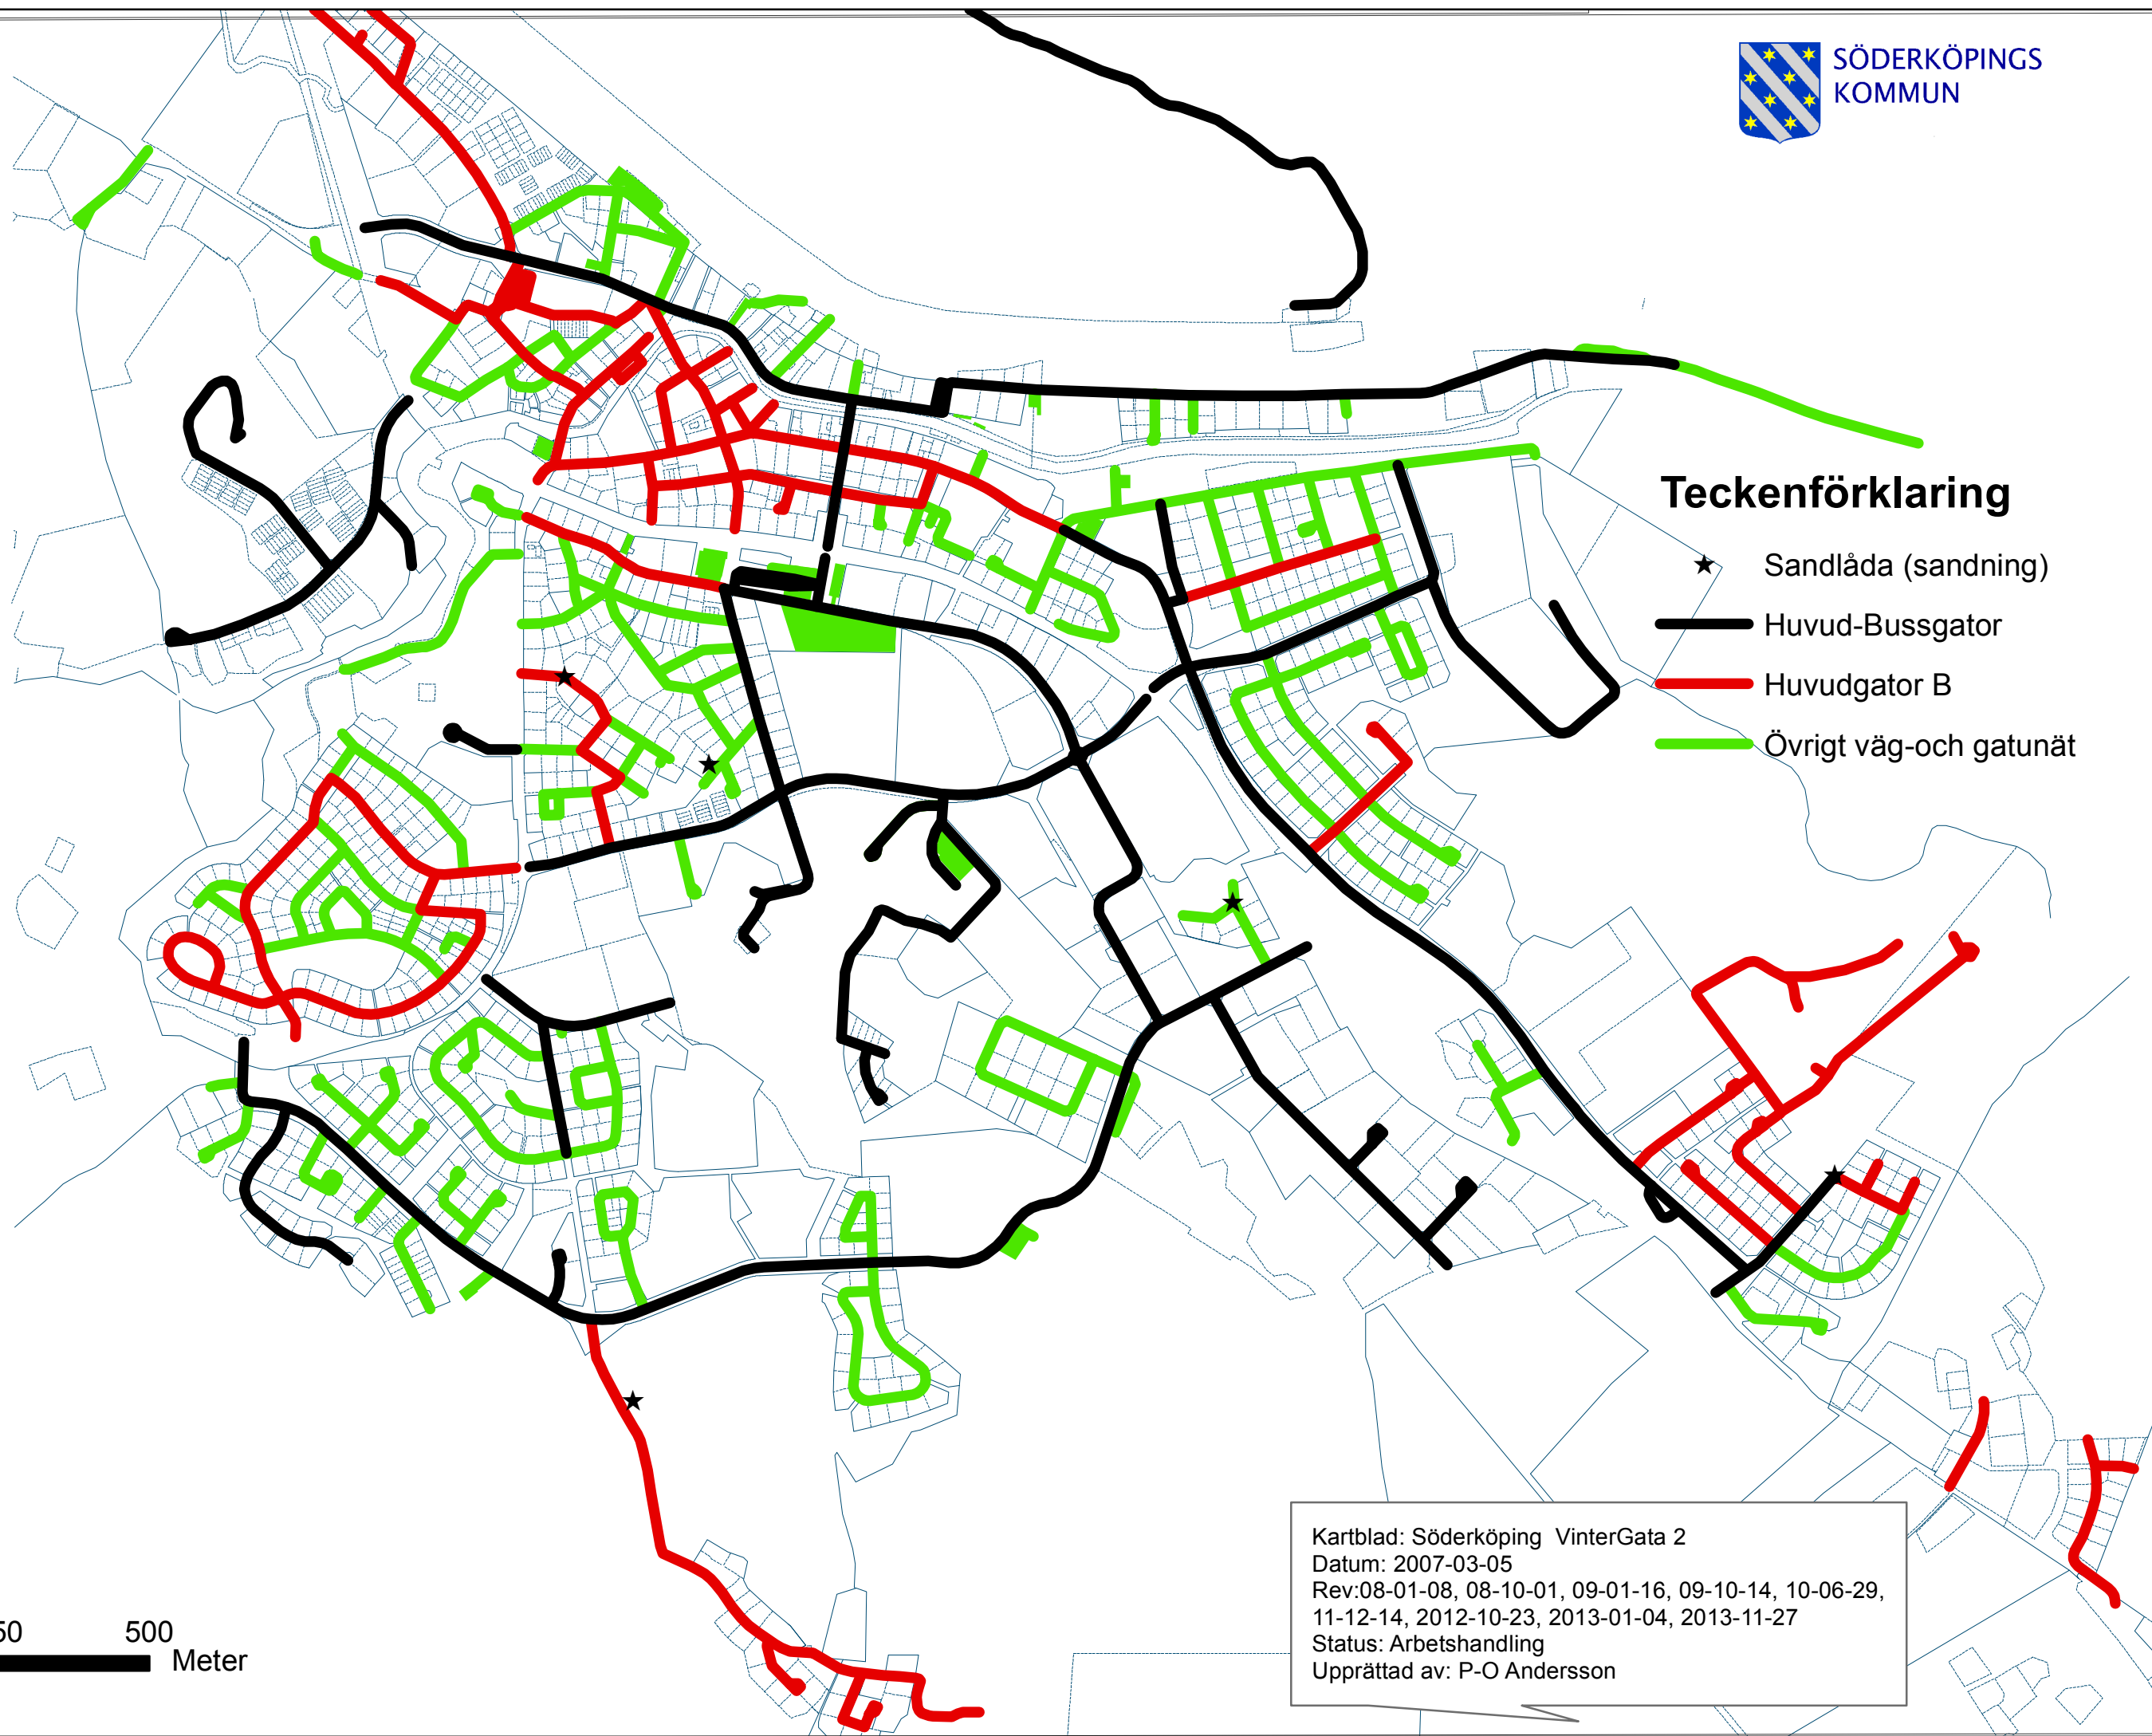 SÖDERKÖPINGS
KOMMUN
Teckenförklaring
Sandlåda (sandning)
Huvud-Bussgator
Huvudgator B
Övrigt väg-och gatunät
Kartblad: Söderköping VinterGata 2
Datum: 2007-03-05
Rev:08-01-08, 08-10-01, 09-01-16, 09-10-14, 10-06-29,
11-12-14, 2012-10-23, 2013-01-04, 2013-11-27
Status: Arbetshandling
Upprättad av: P-O Andersson
50 500
Meter